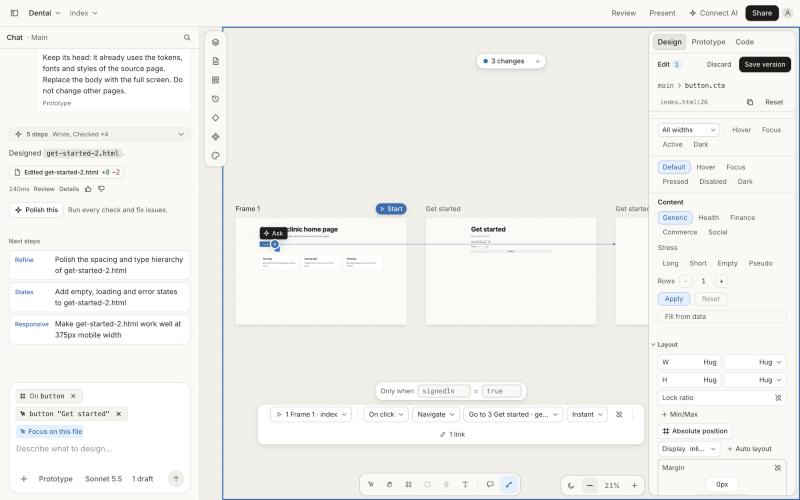 Dental
index
Review
Present
Connect AI
Share
Chat · Main
Keep its head: it already uses the tokens,
fonts and styles of the source page.
Replace the body with the full screen. Do
not change other pages.
Prototype
5 steps Wrote, Checked ×4
Designed get-started-2.html.
Edited get-started-2.html +8 −2
240ms Review Details
Polish this Run every check and fix issues.
Next steps
Refine Polish the spacing and type hierarchy
of get-started-2.html
States Add empty, loading and error states
to get-started-2.html
Responsive Make get-started-2.html work well at
375px mobile width
On button ×
button "Get started" ×
Focus on this file
Describe what to design...
Prototype Sonnet 5.5 1 draft
3 changes ×
Frame 1
Start
Get started
Get started
Ask
clinic home page
Get started
Only when signedIn = true
1 Frame 1 · index
On click
Navigate
Go to 3 Get started · ge...
Instant
1 link
21%
Design Prototype Code
Edit 1 Discard Save version
main > button.cta
index.html:26 Reset
All widths Hover Focus
Active Dark
Default Hover Focus
Pressed Disabled Dark
Content
Generic Health Finance
Commerce Social
Stress
Long Short Empty Pseudo
Rows - 1 +
Apply Reset
Fill from data
Layout
W Hug Hug
H Hug Hug
Lock ratio
+ Min/Max
Absolute position
Display inli... + Auto layout
Margin
0px